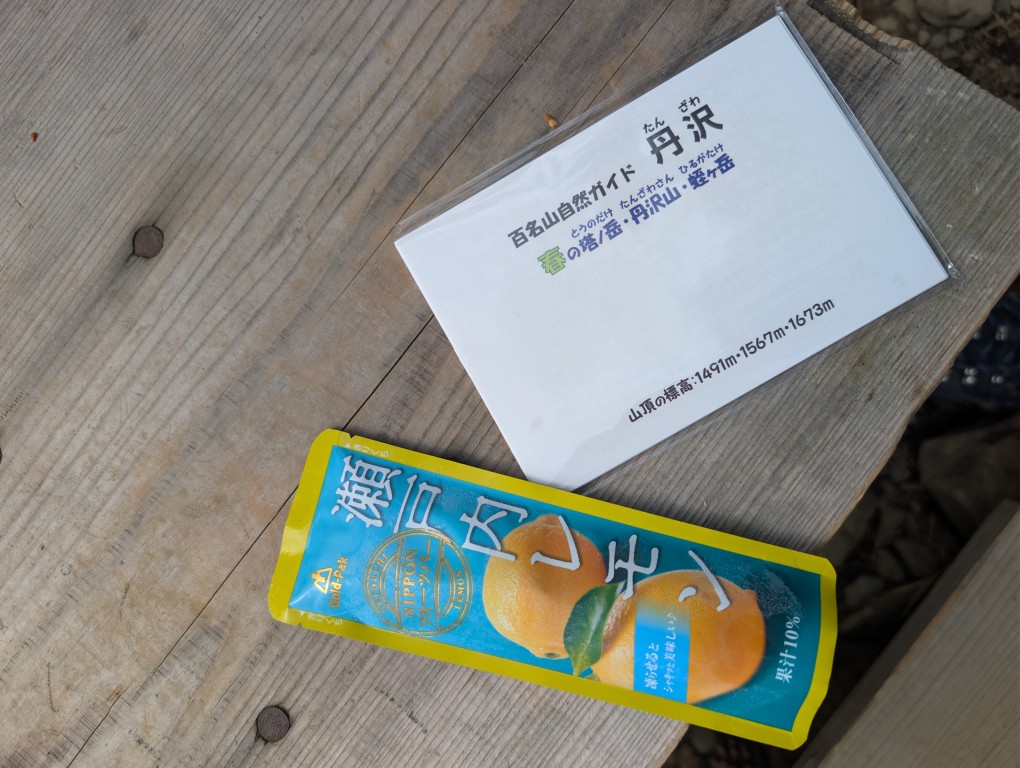 たん ざわ
百名山自然ガイド 丹沢
とうのだけ たんざわさん ひるがたけ
春の塔ノ岳・丹沢山・蛭ヶ岳
山頂の標高:1491m・1567m・1673m
瀬戸内レモン
Gold-Pak
NIPPON
フルーツバー
LEMON
凍らせると
シャキッと美味しい♪
果汁10%